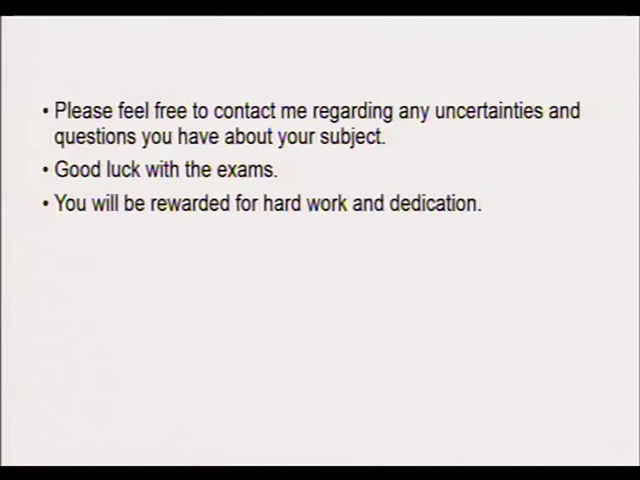 • Please feel free to contact me regarding any uncertainties and
questions you have about your subject.
• Good luck with the exams.
• You will be rewarded for hard work and dedication.